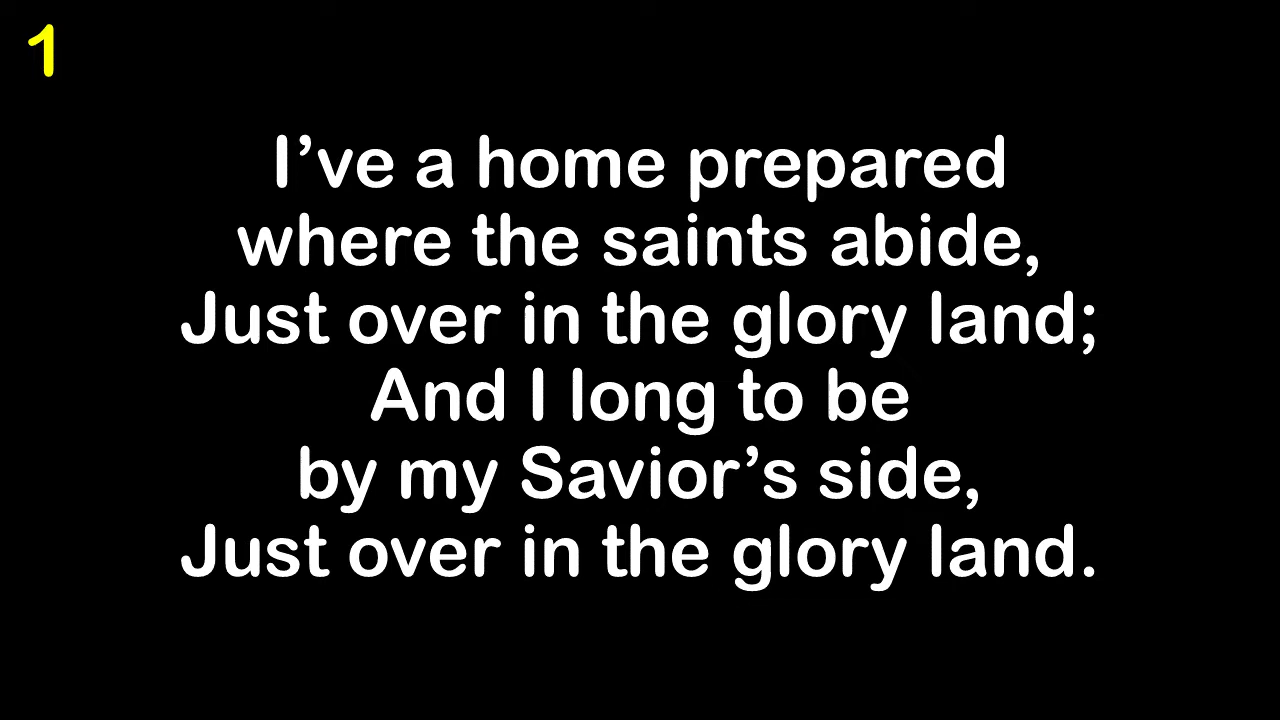 1
I’ve a home prepared
where the saints abide,
Just over in the glory land;
And I long to be
by my Savior’s side,
Just over in the glory land.